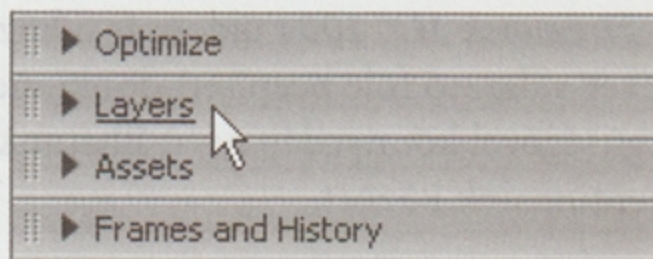 Optimize
Layers
Assets
Frames and History